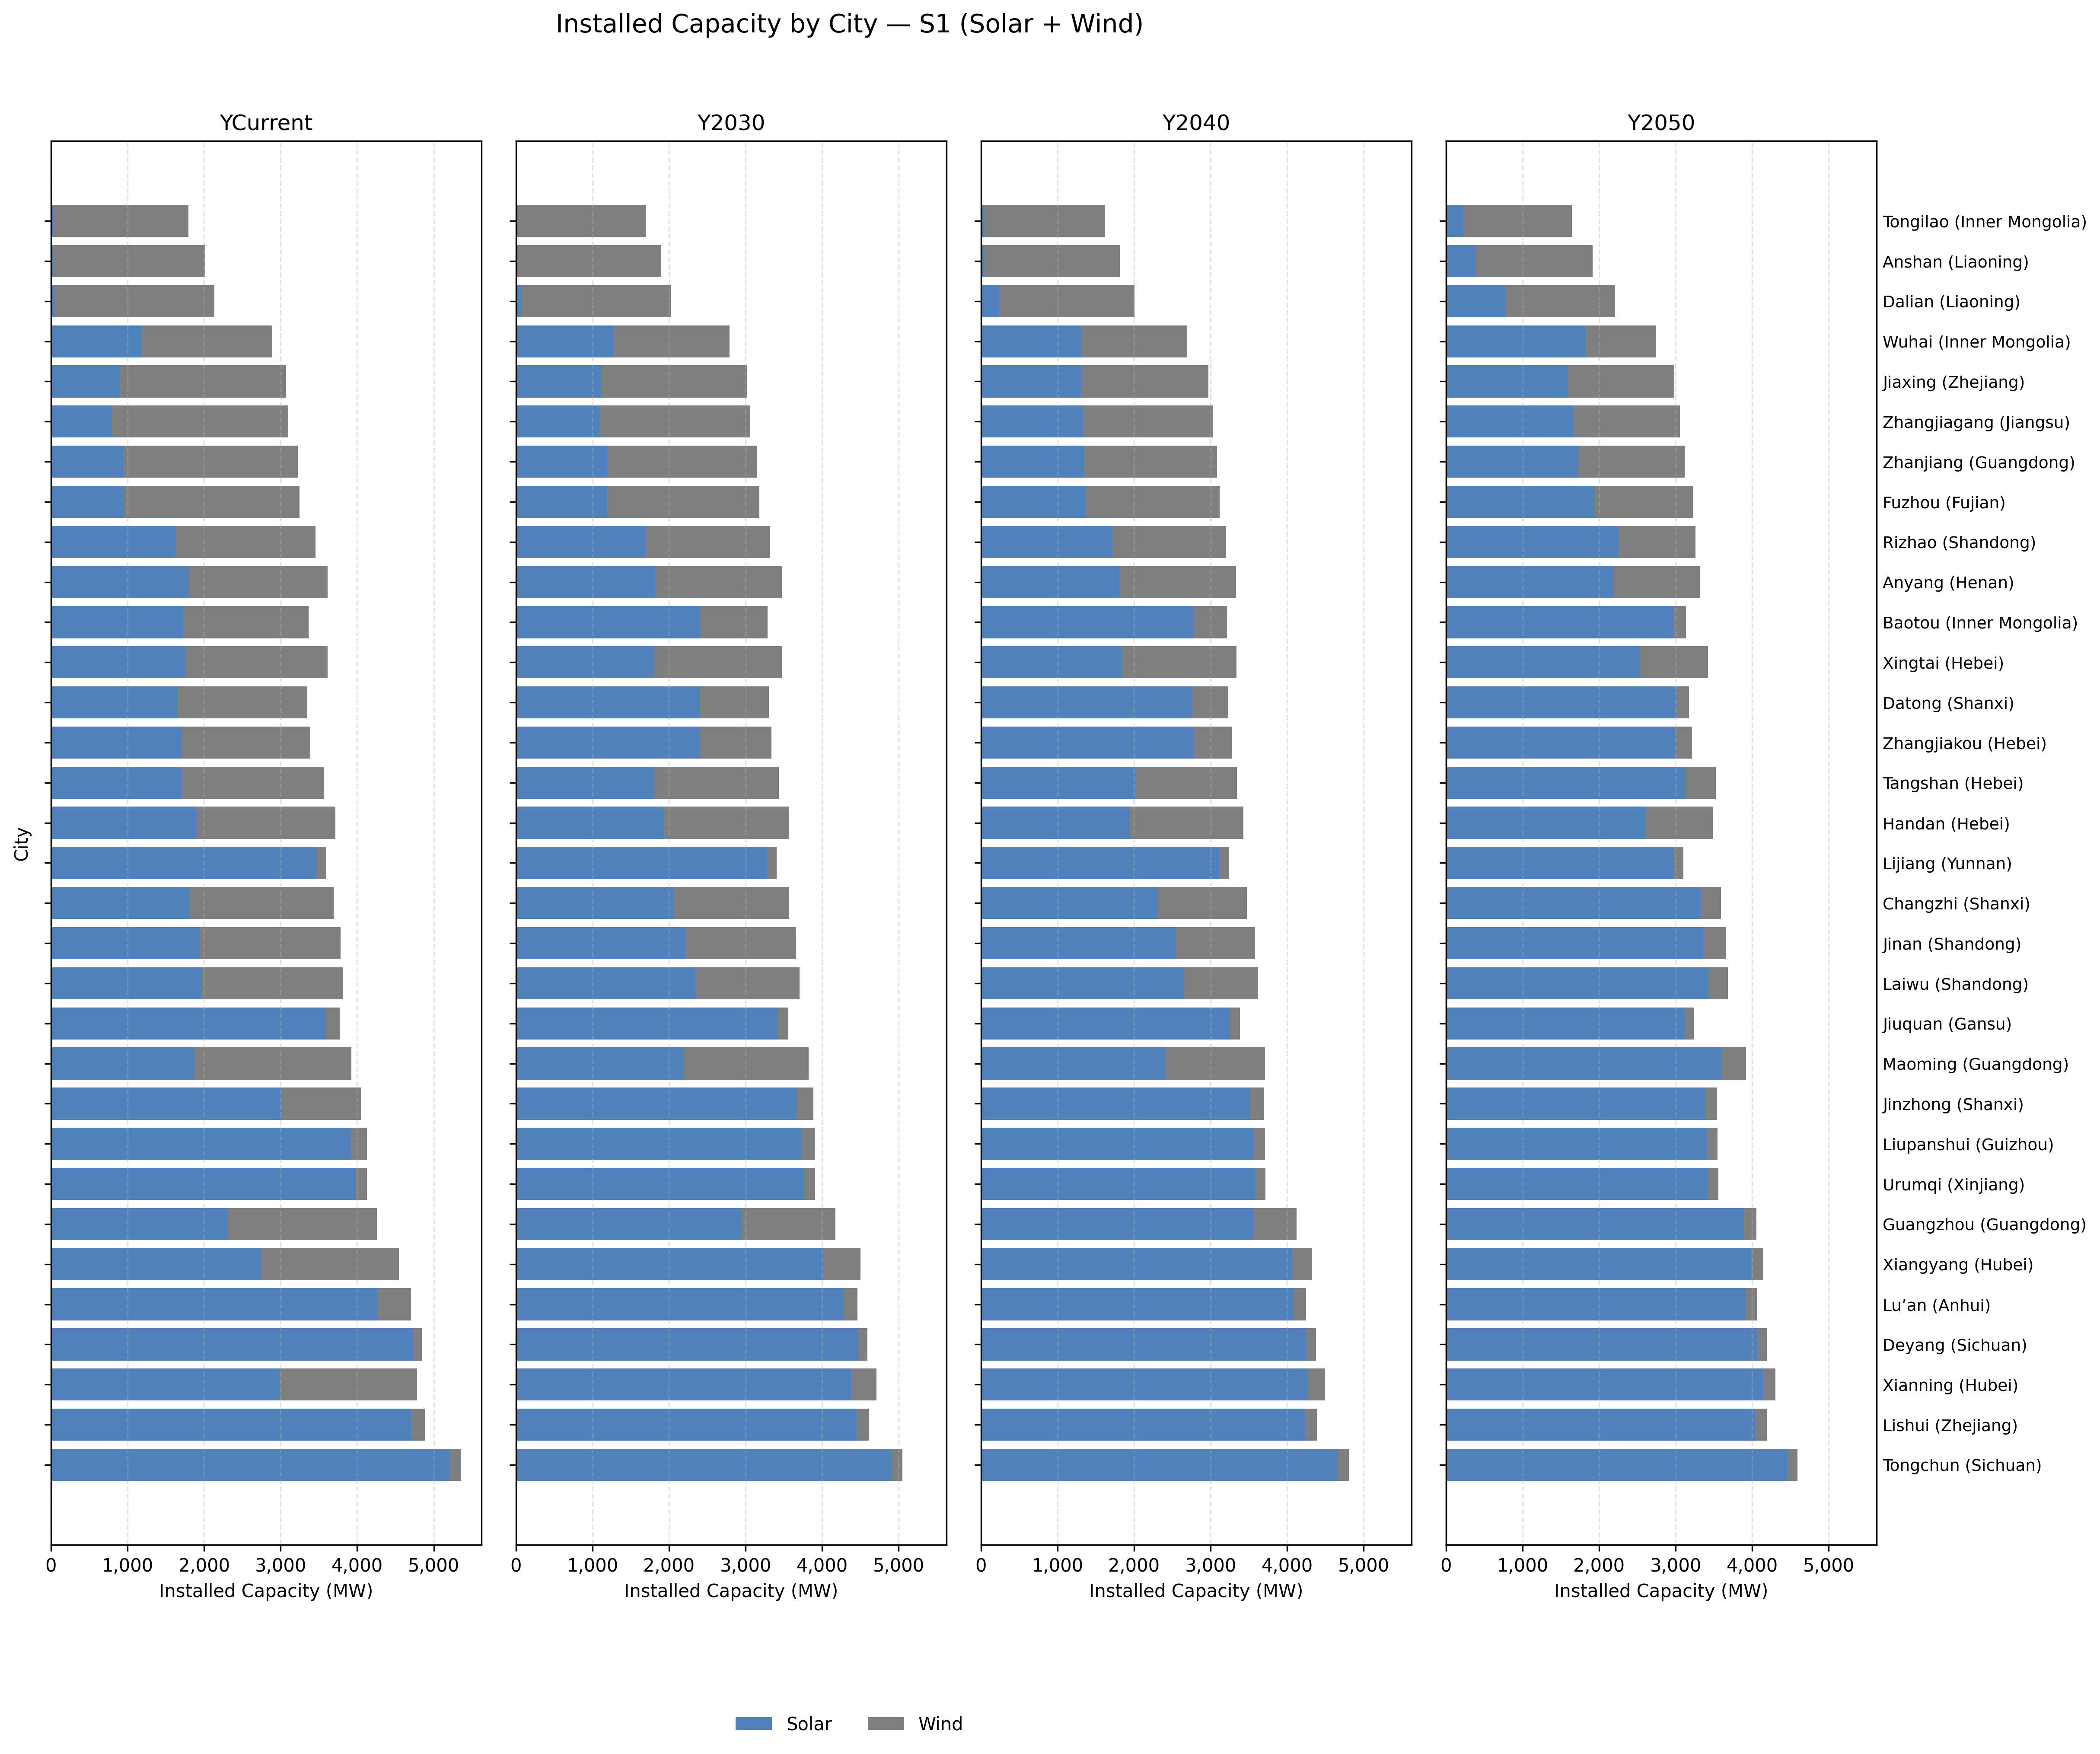 Installed Capacity by City — S1 (Solar + Wind)
YCurrent
Y2030
Y2040
Y2050
City
Tongilao (Inner Mongolia)
Anshan (Liaoning)
Dalian (Liaoning)
Wuhai (Inner Mongolia)
Jiaxing (Zhejiang)
Zhangjiagang (Jiangsu)
Zhanjiang (Guangdong)
Fuzhou (Fujian)
Rizhao (Shandong)
Anyang (Henan)
Baotou (Inner Mongolia)
Xingtai (Hebei)
Datong (Shanxi)
Zhangjiakou (Hebei)
Tangshan (Hebei)
Handan (Hebei)
Lijiang (Yunnan)
Changzhi (Shanxi)
Jinan (Shandong)
Laiwu (Shandong)
Jiuquan (Gansu)
Maoming (Guangdong)
Jinzhong (Shanxi)
Liupanshui (Guizhou)
Urumqi (Xinjiang)
Guangzhou (Guangdong)
Xiangyang (Hubei)
Lu’an (Anhui)
Deyang (Sichuan)
Xianning (Hubei)
Lishui (Zhejiang)
Tongchun (Sichuan)
0 1,000 2,000 3,000 4,000 5,000
0 1,000 2,000 3,000 4,000 5,000
0 1,000 2,000 3,000 4,000 5,000
0 1,000 2,000 3,000 4,000 5,000
Installed Capacity (MW)
Installed Capacity (MW)
Installed Capacity (MW)
Installed Capacity (MW)
Solar
Wind